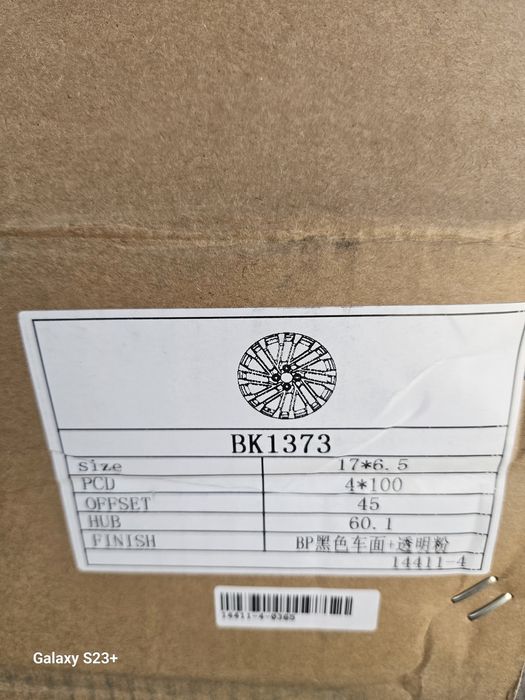 BK1373
size 17*6.5
PCD 4*100
OFFSET 45
HUB 60.1
FINISH BP黑色车面+透明粉
14411-4
14411-4-0365
Galaxy S23+